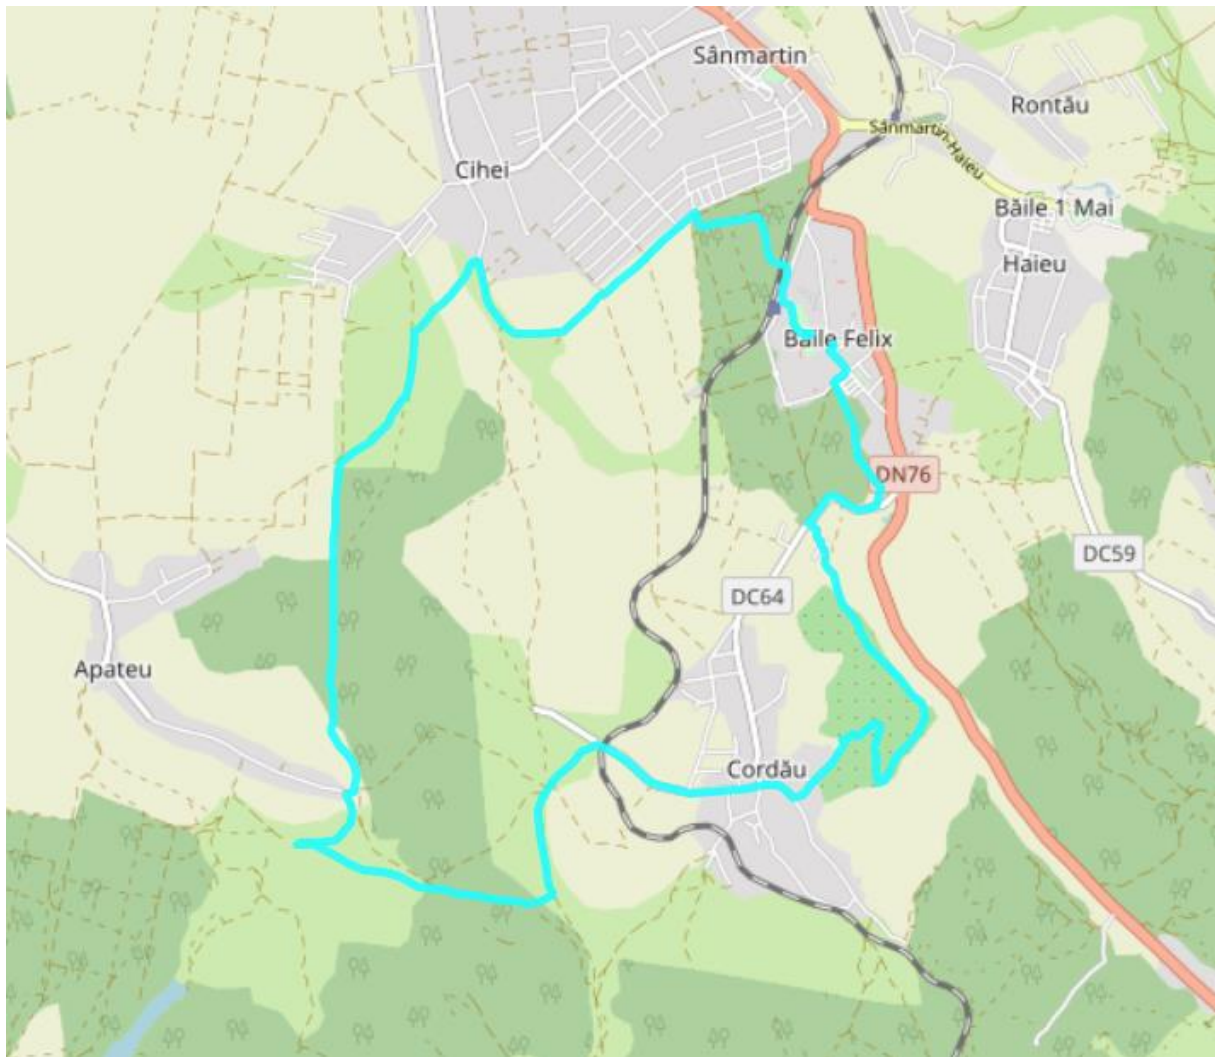 Sânmartin
Rontău
Sânmartin-Haieu
Cihei
Băile 1 Mai
Haieu
Băile Felix
DN76
DC59
DC64
Apateu
Cordău